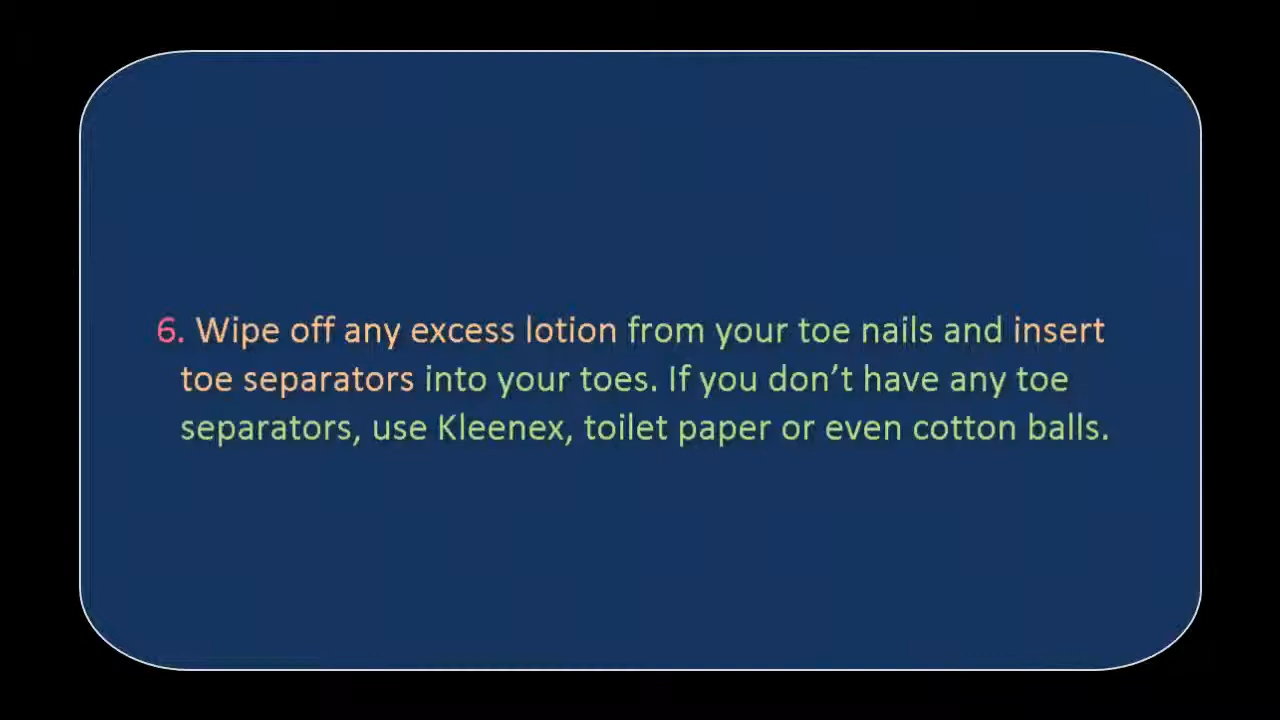 6. Wipe off any excess lotion from your toe nails and insert
toe separators into your toes. If you don’t have any toe
separators, use Kleenex, toilet paper or even cotton balls.